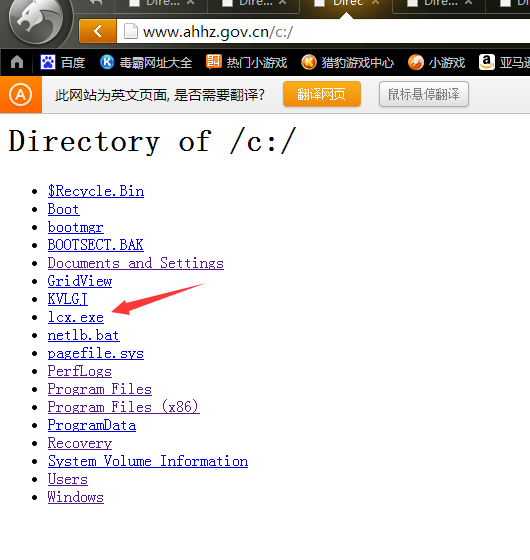 Dire... × Dire... × Direc × Dire... × Dire...
www.ahhz.gov.cn/c:/
百度 毒霸网址大全 热门小游戏 猎豹游戏中心 小游戏 亚马逊
此网站为英文页面, 是否需要翻译? 翻译网页 鼠标悬停翻译
Directory of /c:/
$Recycle.Bin
Boot
bootmgr
BOOTSECT.BAK
Documents and Settings
GridView
KVLGJ
lcx.exe
netlb.bat
pagefile.sys
PerfLogs
Program Files
Program Files (x86)
ProgramData
Recovery
System Volume Information
Users
Windows